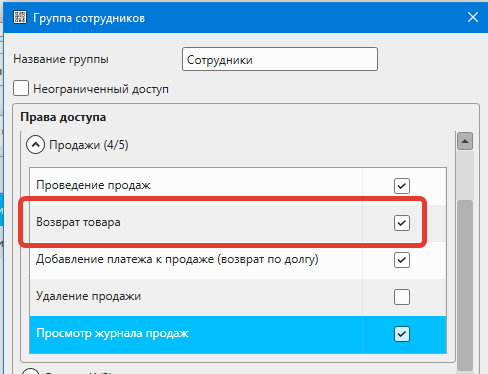 Группа сотрудников
Название группы Сотрудники
Неограниченный доступ
Права доступа
Продажи (4/5)
Проведение продаж
Возврат товара
Добавление платежа к продаже (возврат по долгу)
Удаление продажи
Просмотр журнала продаж